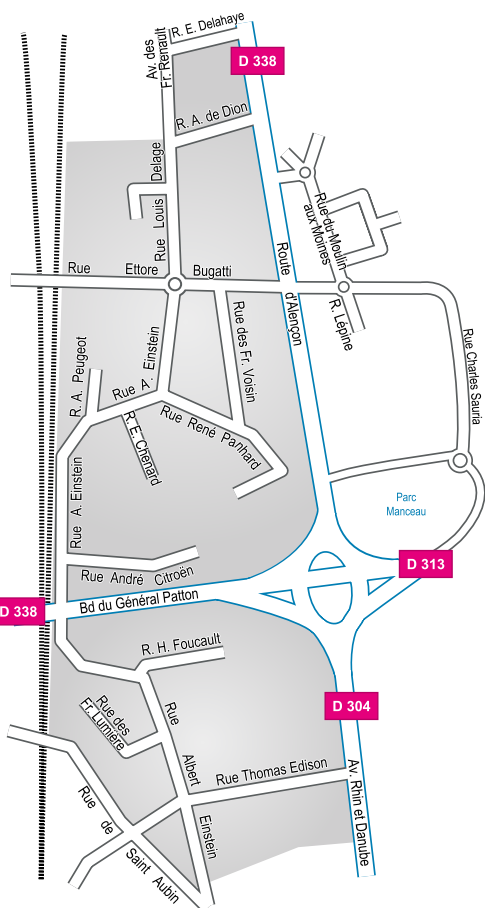 R. E. Delahaye
Av. des
Fr. Renault
D 338
R. A. de Dion
Rue Louis Delage
Rue du Moulin
aux Moines
Route d'Alençon
Rue Ettore Bugatti
R. Lépine
Rue des Fr. Voisin
Rue Charles Sauria
R. A. Peugeot
Rue A. Einstein
R. E. Chenard
Rue René Panhard
Rue A. Einstein
Parc
Manceau
D 313
Rue André Citroën
D 338
Bd du Général Patton
R. H. Foucault
Rue des
Fr. Lumière
D 304
Rue Albert Einstein
Rue Thomas Edison
Av. Rhin et Danube
Rue de Saint Aubin